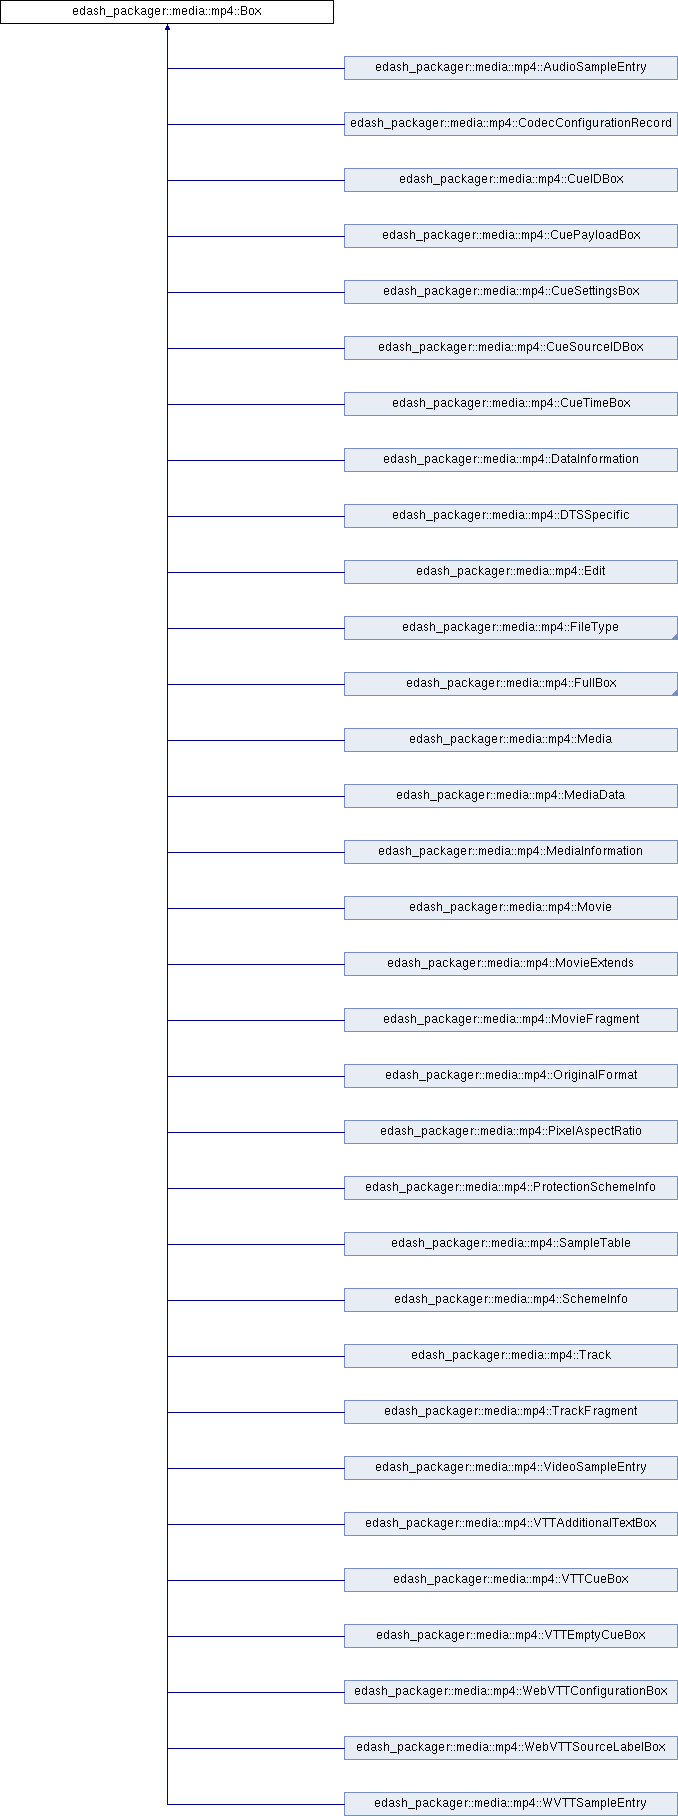 edash_packager::media::mp4::Box
edash_packager::media::mp4::AudioSampleEntry
edash_packager::media::mp4::CodecConfigurationRecord
edash_packager::media::mp4::CueIDBox
edash_packager::media::mp4::CuePayloadBox
edash_packager::media::mp4::CueSettingsBox
edash_packager::media::mp4::CueSourceIDBox
edash_packager::media::mp4::CueTimeBox
edash_packager::media::mp4::DataInformation
edash_packager::media::mp4::DTSSpecific
edash_packager::media::mp4::Edit
edash_packager::media::mp4::FileType
edash_packager::media::mp4::FullBox
edash_packager::media::mp4::Media
edash_packager::media::mp4::MediaData
edash_packager::media::mp4::MediaInformation
edash_packager::media::mp4::Movie
edash_packager::media::mp4::MovieExtends
edash_packager::media::mp4::MovieFragment
edash_packager::media::mp4::OriginalFormat
edash_packager::media::mp4::PixelAspectRatio
edash_packager::media::mp4::ProtectionSchemeInfo
edash_packager::media::mp4::SampleTable
edash_packager::media::mp4::SchemeInfo
edash_packager::media::mp4::Track
edash_packager::media::mp4::TrackFragment
edash_packager::media::mp4::VideoSampleEntry
edash_packager::media::mp4::VTTAdditionalTextBox
edash_packager::media::mp4::VTTCueBox
edash_packager::media::mp4::VTTEmptyCueBox
edash_packager::media::mp4::WebVTTConfigurationBox
edash_packager::media::mp4::WebVTTSourceLabelBox
edash_packager::media::mp4::WVTTSampleEntry